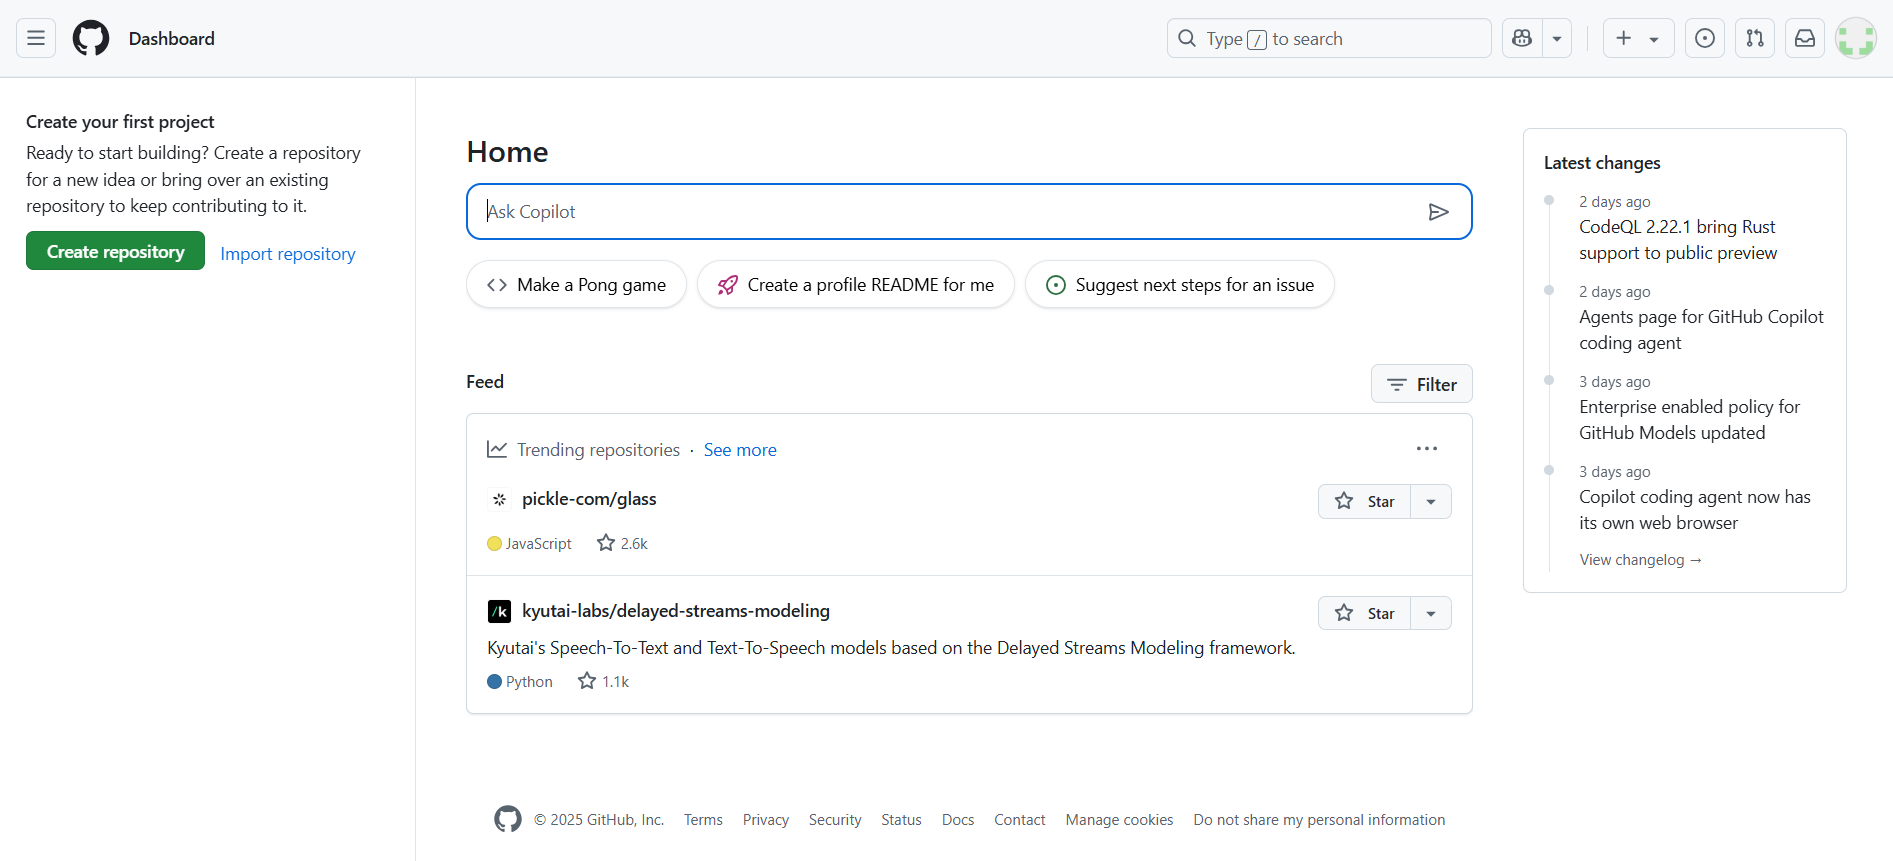 Dashboard
Type / to search
Create your first project
Ready to start building? Create a repository
for a new idea or bring over an existing
repository to keep contributing to it.
Create repository
Import repository
Home
Ask Copilot
Make a Pong game
Create a profile README for me
Suggest next steps for an issue
Feed
Filter
Trending repositories · See more
pickle-com/glass
Star
JavaScript
2.6k
/k
kyutai-labs/delayed-streams-modeling
Star
Kyutai's Speech-To-Text and Text-To-Speech models based on the Delayed Streams Modeling framework.
Python
1.1k
Latest changes
2 days ago
CodeQL 2.22.1 bring Rust
support to public preview
2 days ago
Agents page for GitHub Copilot
coding agent
3 days ago
Enterprise enabled policy for
GitHub Models updated
3 days ago
Copilot coding agent now has
its own web browser
View changelog →
© 2025 GitHub, Inc. Terms Privacy Security Status Docs Contact Manage cookies Do not share my personal information